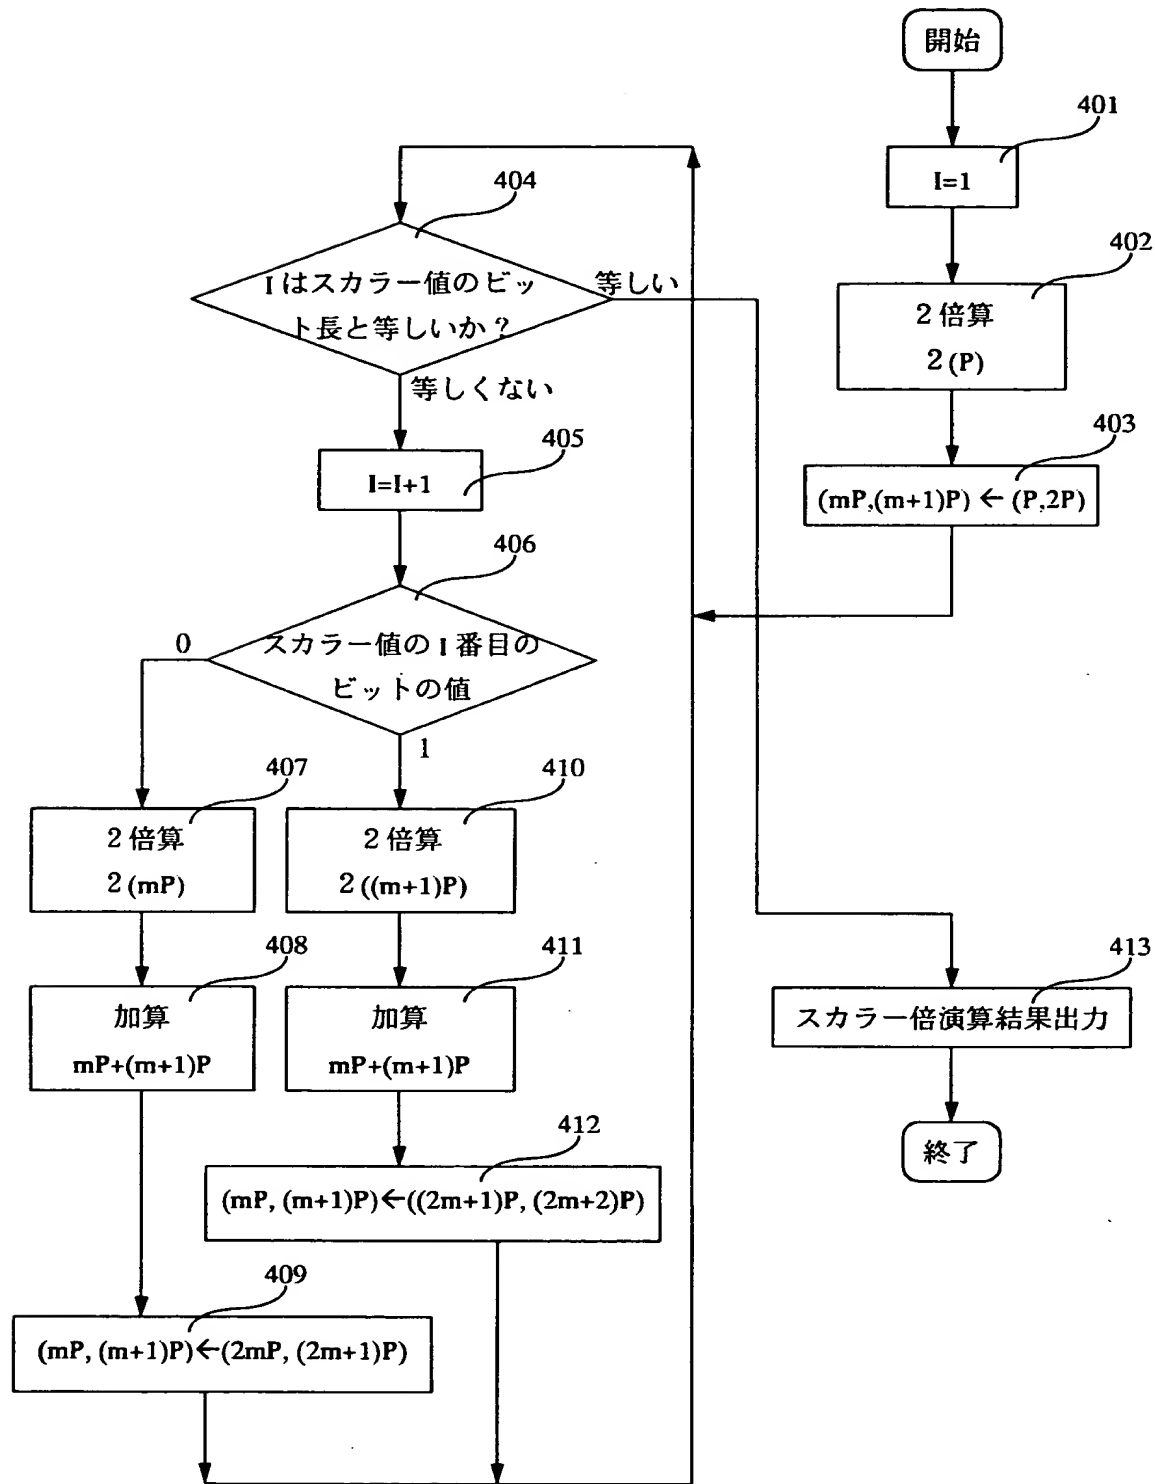 開始
401
I=1
402
2倍算
2(P)
403
(mP,(m+1)P) ← (P,2P)
404
Iはスカラー値のビッ
ト長と等しいか?
等しい
等しくない
405
I=I+1
406
スカラー値のI番目の
ビットの値
0
1
407
2倍算
2(mP)
408
加算
mP+(m+1)P
409
(mP, (m+1)P)←(2mP, (2m+1)P)
410
2倍算
2((m+1)P)
411
加算
mP+(m+1)P
412
(mP, (m+1)P)←((2m+1)P, (2m+2)P)
413
スカラー倍演算結果出力
終了